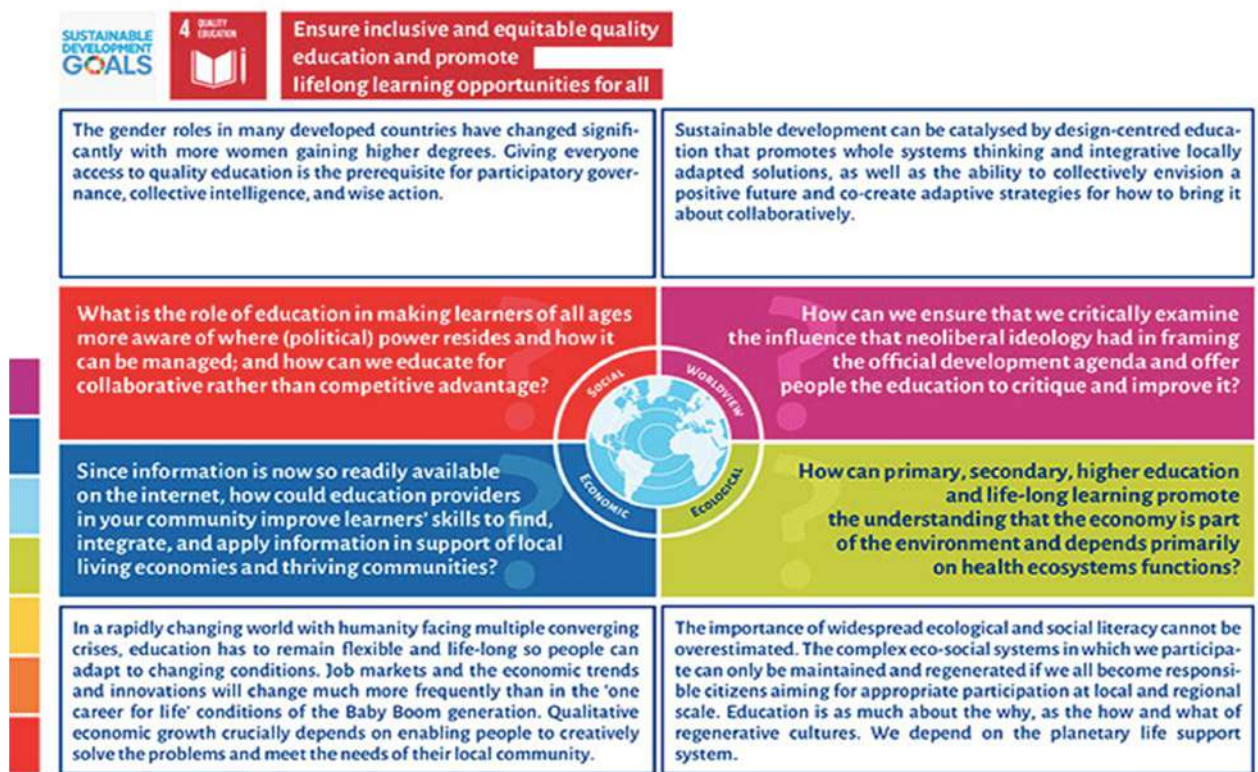 SUSTAINABLE
DEVELOPMENT
GOALS
4 QUALITY
EDUCATION
Ensure inclusive and equitable quality
education and promote
lifelong learning opportunities for all
The gender roles in many developed countries have changed signifi-
cantly with more women gaining higher degrees. Giving everyone
access to quality education is the prerequisite for participatory gover-
nance, collective intelligence, and wise action.
Sustainable development can be catalysed by design-centred educa-
tion that promotes whole systems thinking and integrative locally
adapted solutions, as well as the ability to collectively envision a
positive future and co-create adaptive strategies for how to bring it
about collaboratively.
What is the role of education in making learners of all ages
more aware of where (political) power resides and how it
can be managed; and how can we educate for
collaborative rather than competitive advantage?
How can we ensure that we critically examine
the influence that neoliberal ideology had in framing
the official development agenda and offer
people the education to critique and improve it?
SOCIAL
WORLDVIEW
ECONOMIC
ECOLOGICAL
Since information is now so readily available
on the internet, how could education providers
in your community improve learners' skills to find,
integrate, and apply information in support of local
living economies and thriving communities?
How can primary, secondary, higher education
and life-long learning promote
the understanding that the economy is part
of the environment and depends primarily
on health ecosystems functions?
In a rapidly changing world with humanity facing multiple converging
crises, education has to remain flexible and life-long so people can
adapt to changing conditions. Job markets and the economic trends
and innovations will change much more frequently than in the 'one
career for life' conditions of the Baby Boom generation. Qualitative
economic growth crucially depends on enabling people to creatively
solve the problems and meet the needs of their local community.
The importance of widespread ecological and social literacy cannot be
overestimated. The complex eco-social systems in which we participa-
te can only be maintained and regenerated if we all become responsi-
ble citizens aiming for appropriate participation at local and regional
scale. Education is as much about the why, as the how and what of
regenerative cultures. We depend on the planetary life support
system.